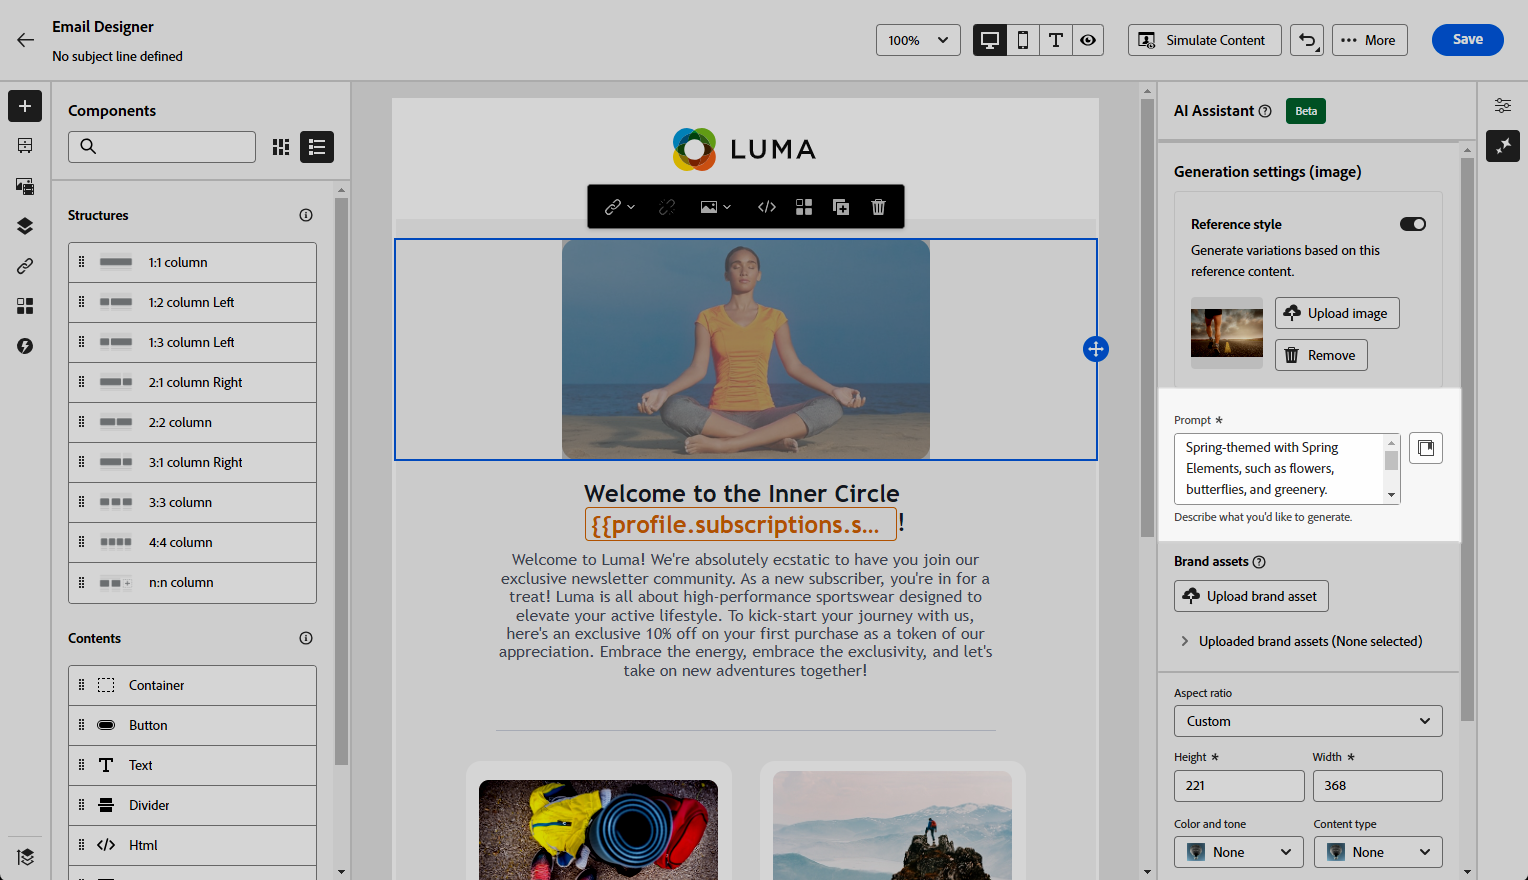 Email Designer
No subject line defined
100%
Simulate Content
More
Save
Components
Structures
1:1 column
1:2 column Left
1:3 column Left
2:1 column Right
2:2 column
3:1 column Right
3:3 column
4:4 column
n:n column
Contents
Container
Button
Text
Divider
Html
LUMA
Welcome to the Inner Circle
{{profile.subscriptions.s... !
Welcome to Luma! We're absolutely ecstatic to have you join our
exclusive newsletter community. As a new subscriber, you're in for a
treat! Luma is all about high-performance sportswear designed to
elevate your active lifestyle. To kick-start your journey with us,
here's an exclusive 10% off on your first purchase as a token of our
appreciation. Embrace the energy, embrace the exclusivity, and let's
take on new adventures together!
AI Assistant
Beta
Generation settings (image)
Reference style
Generate variations based on this
reference content.
Upload image
Remove
Prompt *
Spring-themed with Spring
Elements, such as flowers,
butterflies, and greenery.
Describe what you'd like to generate.
Brand assets
Upload brand asset
Uploaded brand assets (None selected)
Aspect ratio
Custom
Height * Width *
221 368
Color and tone Content type
None None